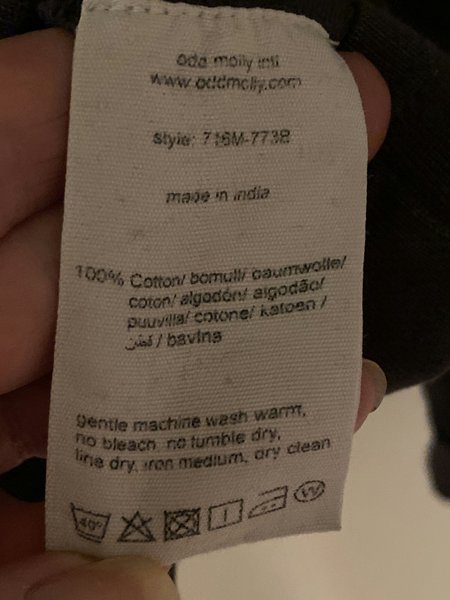 odd molly intl
www.oddmolly.com
style: 716M-773B
made in india
100% Cotton/ bomull/ baumwolle/
coton/ algodón/ algodão/
puuvilla/ cotone/ katoen /
قطن / bavlna
gentle machine wash warm,
no bleach, no tumble dry,
line dry, iron medium, dry clean
40° W